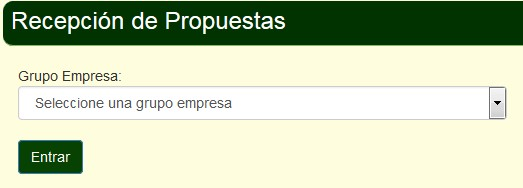 Recepción de Propuestas
Grupo Empresa:
Seleccione una grupo empresa
Entrar